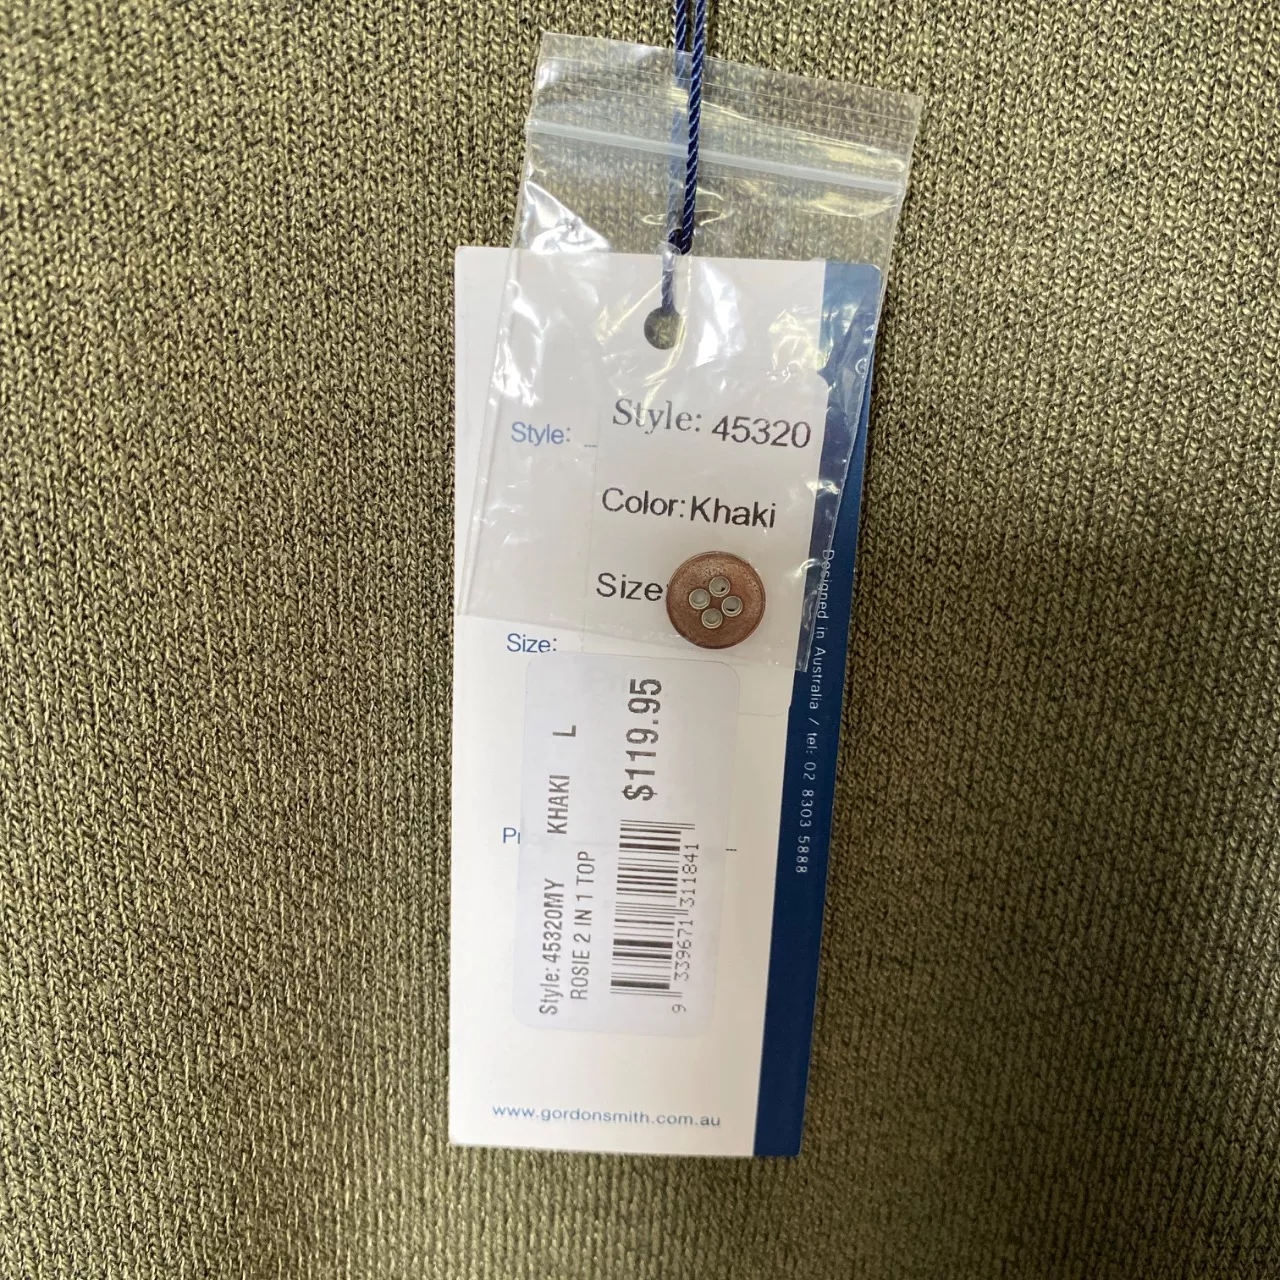 Style: _
Style: 45320
Color:Khaki
Size:
Size:
Style: 45320MY KHAKI L
ROSIE 2 IN 1 TOP
$119.95
9 339671 311841
Designed in Australia / tel: 02 8303 5888
www.gordonsmith.com.au